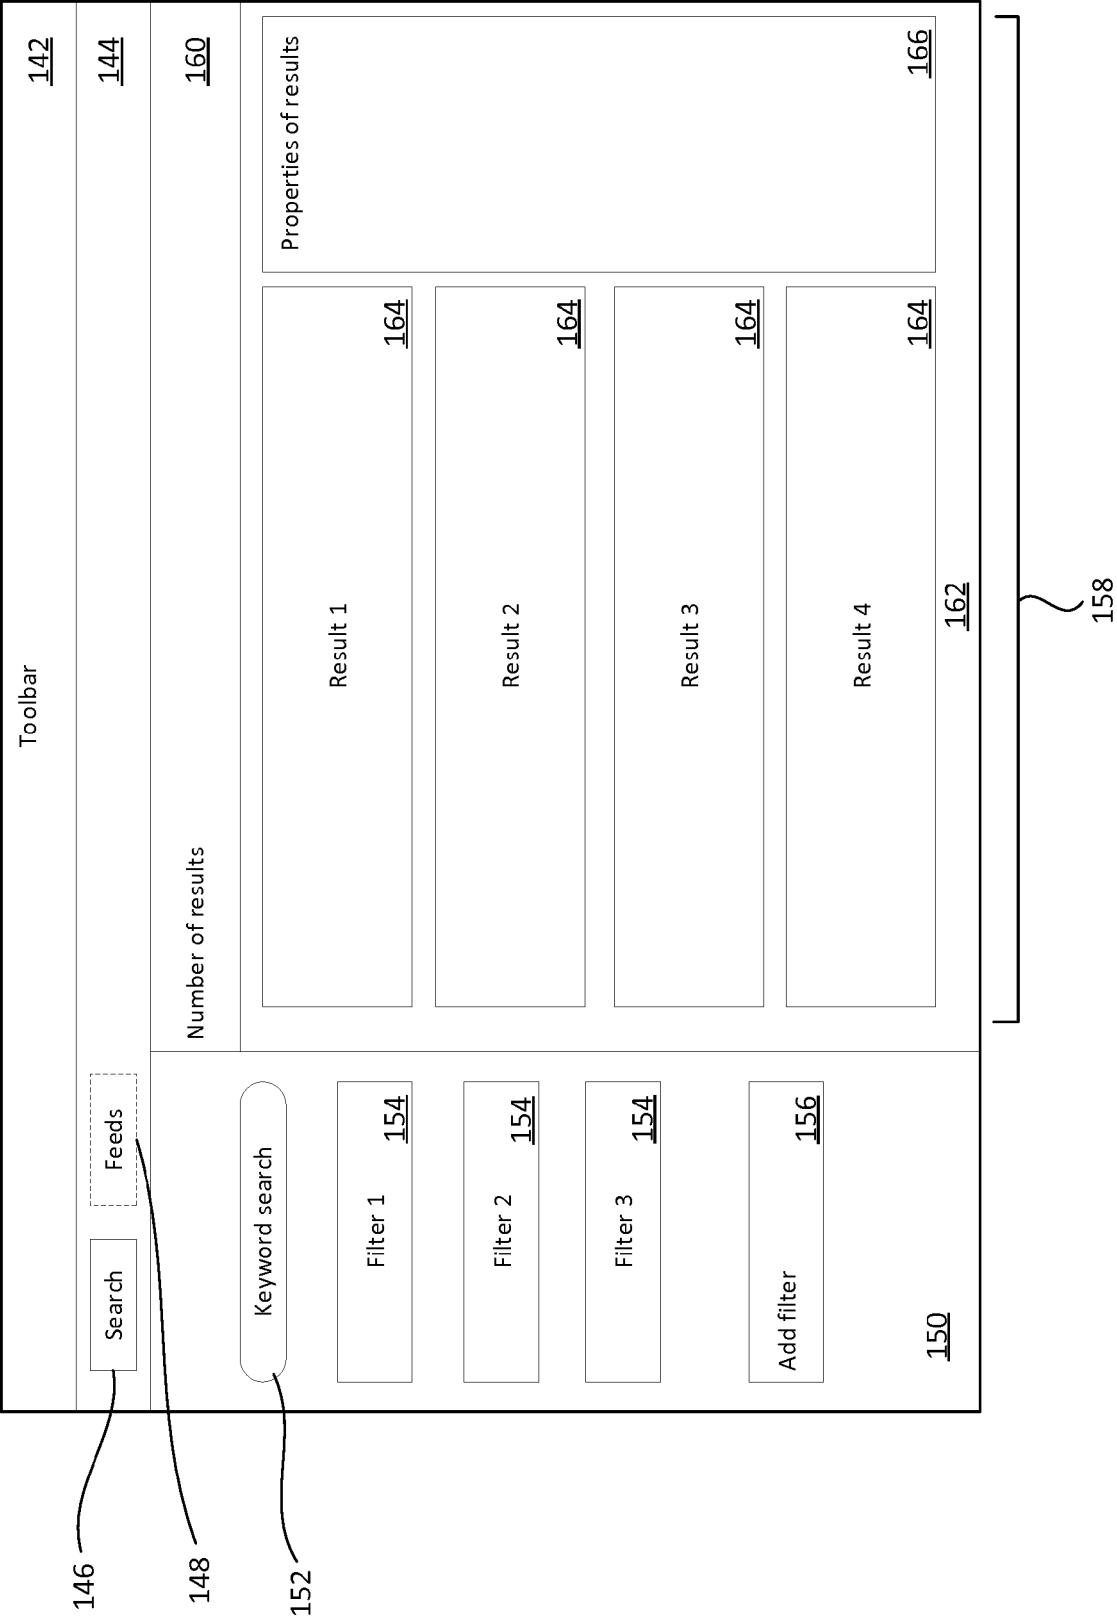 Toolbar
142
146
Search
Feeds
148
144
Number of results
160
152
Keyword search
Filter 1
154
Filter 2
154
Filter 3
154
Add filter
156
150
Result 1
164
Result 2
164
Result 3
164
Result 4
164
Properties of results
166
162
158